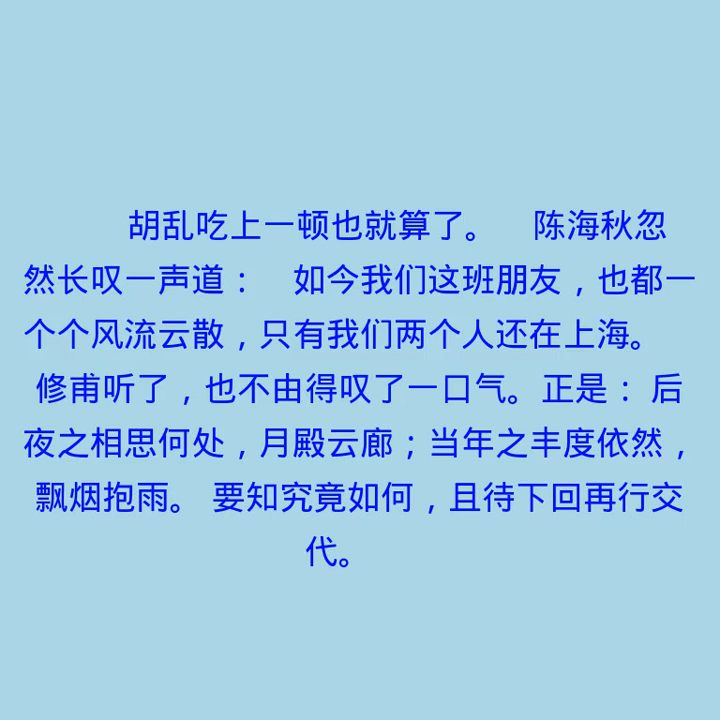 胡乱吃上一顿也就算了。　陈海秋忽
然长叹一声道：　如今我们这班朋友，也都一
个个风流云散，只有我们两个人还在上海。
修甫听了，也不由得叹了一口气。正是：后
夜之相思何处，月殿云廊；当年之丰度依然，
飘烟抱雨。 要知究竟如何，且待下回再行交
代。